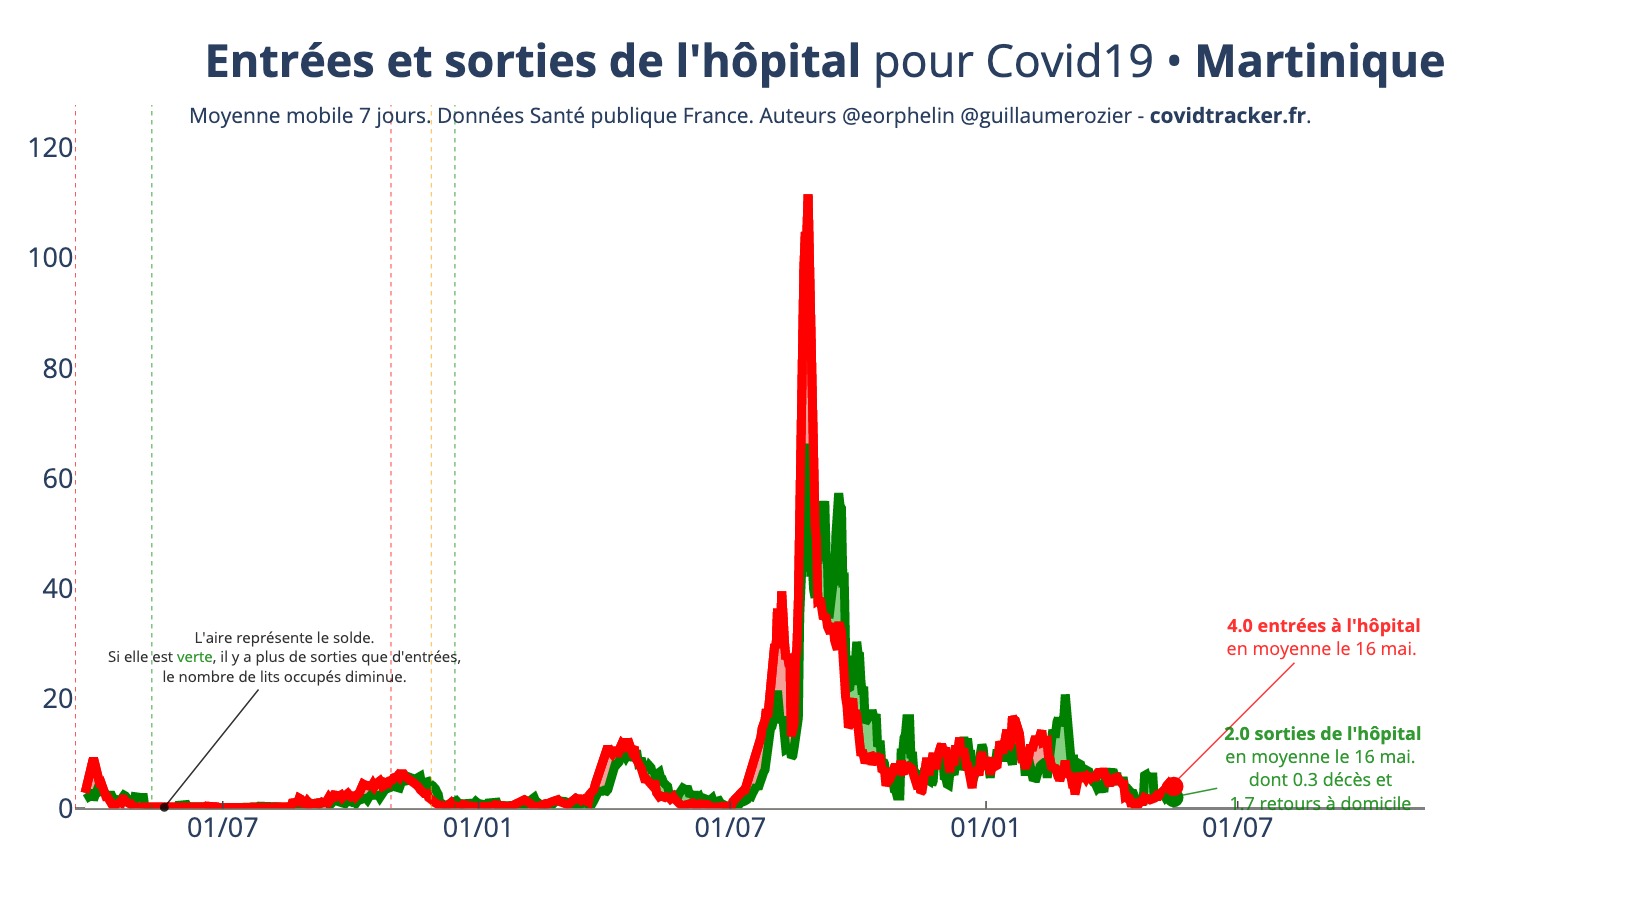 Entrées et sorties de l'hôpital pour Covid19 • Martinique
Moyenne mobile 7 jours. Données Santé publique France. Auteurs @eorphelin @guillaumerozier - covidtracker.fr.
120
100
80
60
40
20
0
L'aire représente le solde.
Si elle est verte, il y a plus de sorties que d'entrées,
le nombre de lits occupés diminue.
4.0 entrées à l'hôpital
en moyenne le 16 mai.
2.0 sorties de l'hôpital
en moyenne le 16 mai.
dont 0.3 décès et
1.7 retours à domicile
01/07
01/01
01/07
01/01
01/07